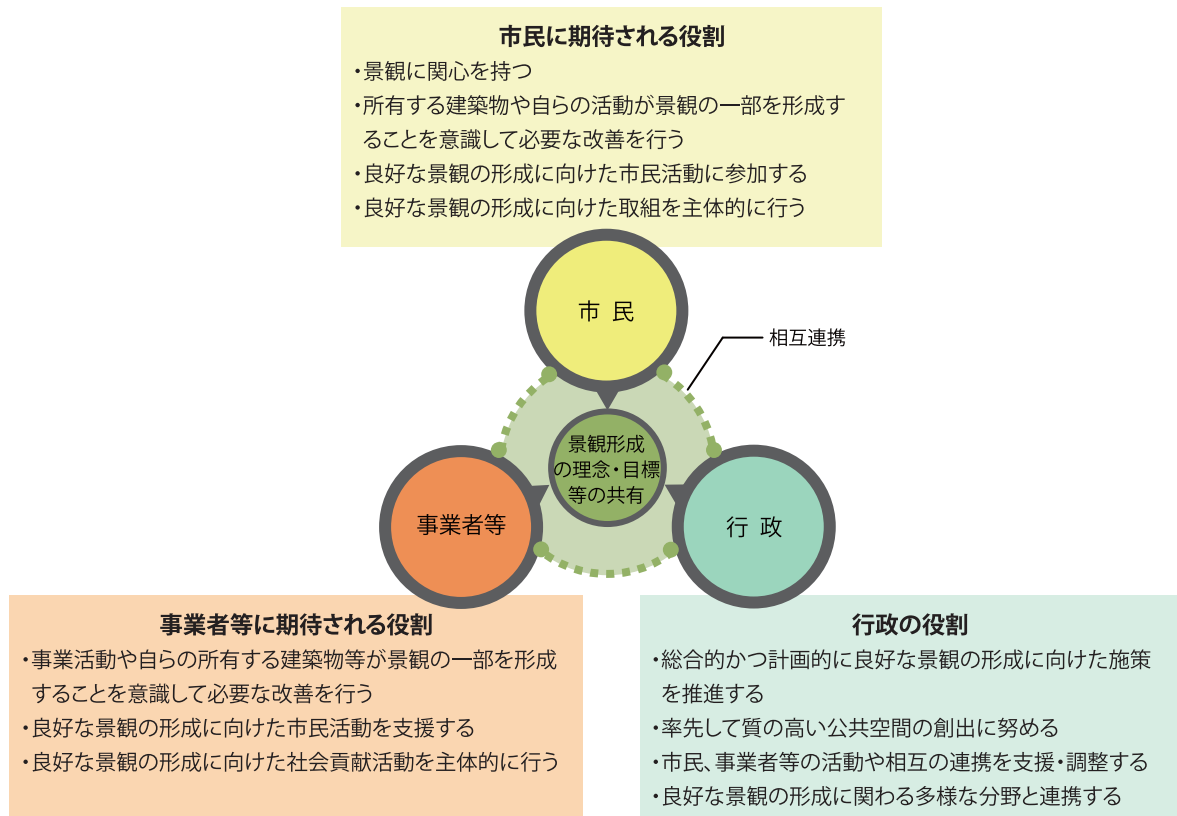 市民に期待される役割
・景観に関心を持つ
・所有する建築物や自らの活動が景観の一部を形成す
ることを意識して必要な改善を行う
・良好な景観の形成に向けた市民活動に参加する
・良好な景観の形成に向けた取組を主体的に行う
市 民
相互連携
景観形成
の理念・目標
等の共有
事業者等
行 政
事業者等に期待される役割
・事業活動や自らの所有する建築物等が景観の一部を形成
することを意識して必要な改善を行う
・良好な景観の形成に向けた市民活動を支援する
・良好な景観の形成に向けた社会貢献活動を主体的に行う
行政の役割
・総合的かつ計画的に良好な景観の形成に向けた施策
を推進する
・率先して質の高い公共空間の創出に努める
・市民、事業者等の活動や相互の連携を支援・調整する
・良好な景観の形成に関わる多様な分野と連携する